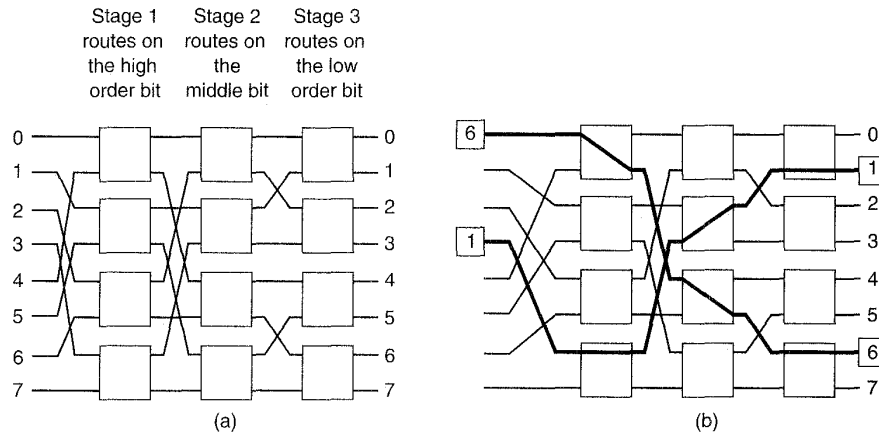 Stage 1
routes on
the high
order bit
Stage 2
routes on
the
middle bit
Stage 3
routes on
the low
order bit
0
1
2
3
4
5
6
7
0
1
2
3
4
5
6
7
(a)
6
1
0
1
2
3
4
5
6
7
(b)